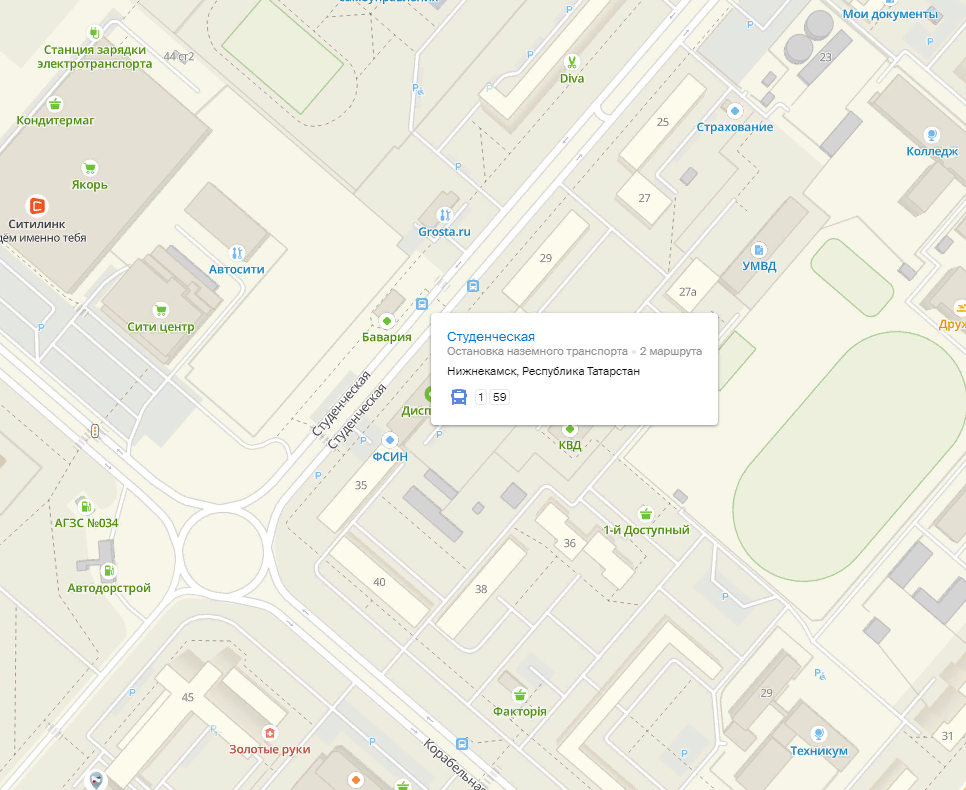 Мои документы
Станция зарядки
электротранспорта
44 ст2
P
23
P
Diva
Кондитермаг
25
Страхование
Колледж
P
Якорь
27
Ситилинк
дём именно тебя
Grosta.ru
29
УМВД
Автосити
27а
P
Сити центр
Бавария
Друж
Студенческая
Остановка наземного транспорта • 2 маршрута
Нижнекамск, Республика Татарстан
1 59
Студенческая
Студенческая
Дисп
P
P
КВД
ФСИН
P
35
АГЗС №034
1-й Доступный
36
40
38
Автодорстрой
P
45
P
P
29
Факторія
31
P
Золотые руки
P
Корабельная
P
Техникум